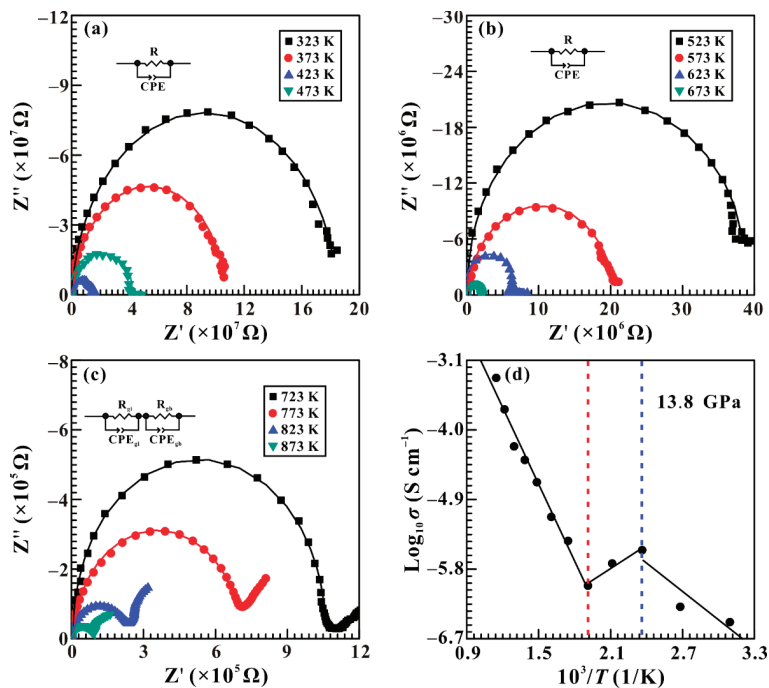 (a)
R
CPE
323 K
373 K
423 K
473 K
Z'' (×10⁷ Ω)
−12
−9
−6
−3
0
0 4 8 12 16 20
Z' (×10⁷ Ω)
(b)
R
CPE
523 K
573 K
623 K
673 K
Z'' (×10⁶ Ω)
−30
−24
−18
−12
−6
0
0 10 20 30 40
Z' (×10⁶ Ω)
(c)
R_gi R_gb
CPE_gi CPE_gb
723 K
773 K
823 K
873 K
Z'' (×10⁵ Ω)
−8
−6
−4
−2
0
0 3 6 9 12
Z' (×10⁵ Ω)
(d)
13.8 GPa
Log₁₀ σ (S cm⁻¹)
−3.1
−4.0
−4.9
−5.8
−6.7
0.9 1.5 2.1 2.7 3.3
10³/T (1/K)